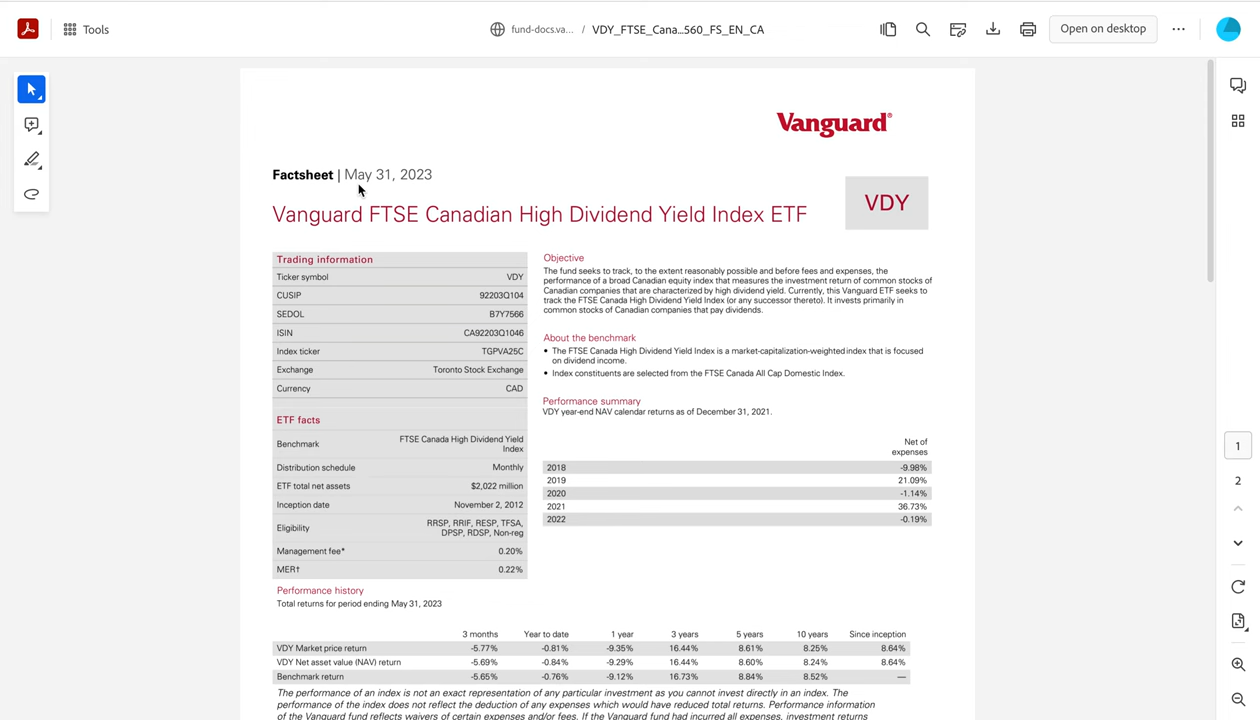 Tools
fund-docs.va... / VDY_FTSE_Cana...560_FS_EN_CA
Open on desktop
Vanguard®
Factsheet | May 31, 2023
Vanguard FTSE Canadian High Dividend Yield Index ETF
VDY
Trading information
Ticker symbol VDY
CUSIP 92203Q104
SEDOL B7Y7566
ISIN CA92203Q1046
Index ticker TGPVA25C
Exchange Toronto Stock Exchange
Currency CAD
ETF facts
Benchmark FTSE Canada High Dividend Yield
Index
Distribution schedule Monthly
ETF total net assets $2,022 million
Inception date November 2, 2012
Eligibility RRSP, RRIF, RESP, TFSA,
DPSP, RDSP, Non-reg
Management fee* 0.20%
MER† 0.22%
Objective
The fund seeks to track, to the extent reasonably possible and before fees and expenses, the
performance of a broad Canadian equity index that measures the investment return of common stocks of
Canadian companies that are characterized by high dividend yield. Currently, this Vanguard ETF seeks to
track the FTSE Canada High Dividend Yield Index (or any successor thereto). It invests primarily in
common stocks of Canadian companies that pay dividends.
About the benchmark
• The FTSE Canada High Dividend Yield Index is a market-capitalization-weighted index that is focused
on dividend income.
• Index constituents are selected from the FTSE Canada All Cap Domestic Index.
Performance summary
VDY year-end NAV calendar returns as of December 31, 2021.
Net of
expenses
2018 -9.98%
2019 21.09%
2020 -1.14%
2021 36.73%
2022 -0.19%
Performance history
Total returns for period ending May 31, 2023
3 months Year to date 1 year 3 years 5 years 10 years Since inception
VDY Market price return -5.77% -0.81% -9.35% 16.44% 8.61% 8.25% 8.64%
VDY Net asset value (NAV) return -5.69% -0.84% -9.29% 16.44% 8.60% 8.24% 8.64%
Benchmark return -5.65% -0.76% -9.12% 16.73% 8.84% 8.52% —
The performance of an index is not an exact representation of any particular investment as you cannot invest directly in an index. The
performance of the index does not reflect the deduction of any expenses which would have reduced total returns. Performance information
of the Vanguard fund reflects waivers of certain expenses and/or fees. If the Vanguard fund had incurred all expenses, investment returns
1
2